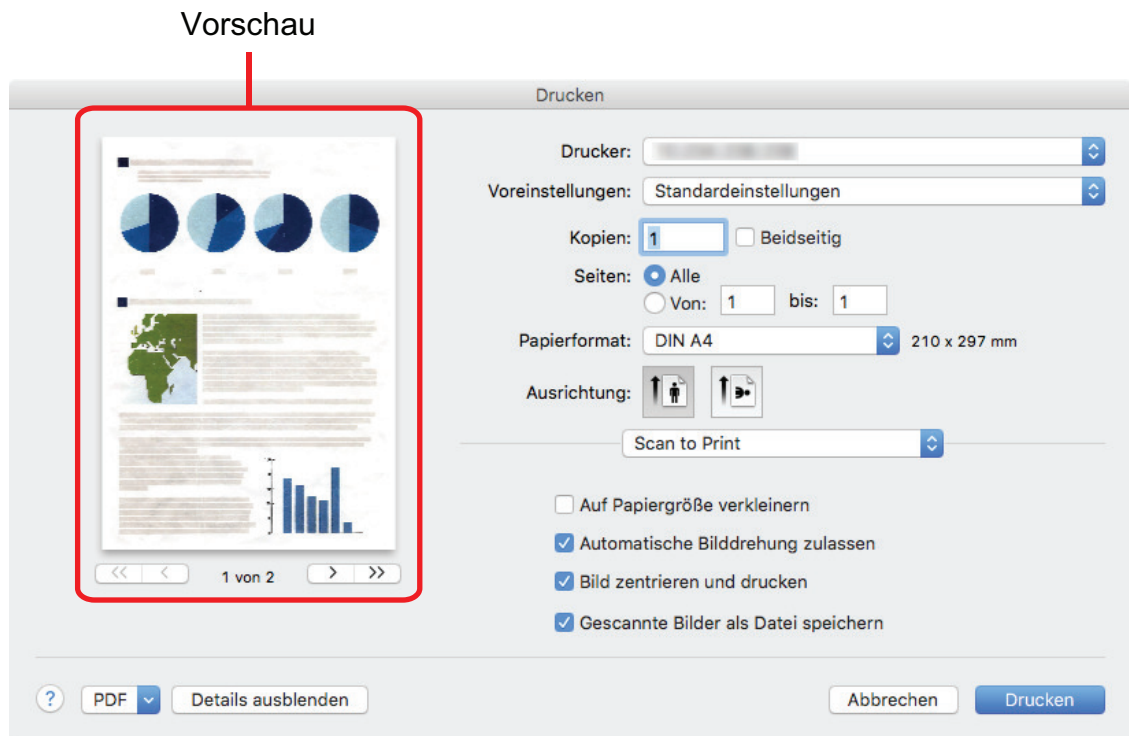 Vorschau
Drucken
Drucker:
Voreinstellungen: Standardeinstellungen
Kopien: 1 Beidseitig
Seiten: Alle
Von: 1 bis: 1
Papierformat: DIN A4 210 x 297 mm
Ausrichtung:
Scan to Print
Auf Papiergröße verkleinern
Automatische Bilddrehung zulassen
Bild zentrieren und drucken
Gescannte Bilder als Datei speichern
1 von 2
? PDF Details ausblenden Abbrechen Drucken